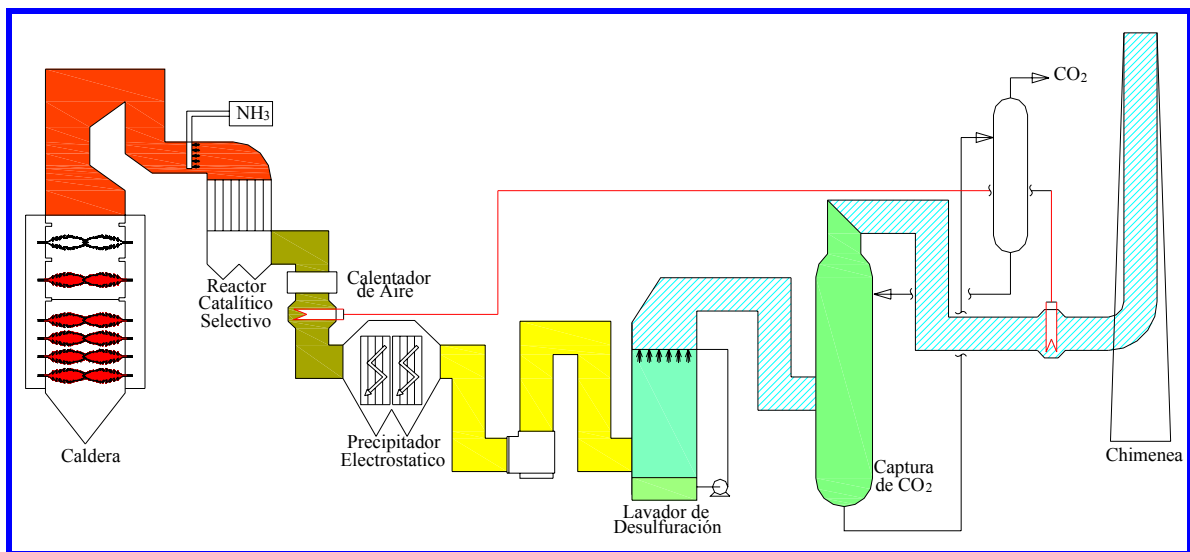 CO2
NH3
Reactor
Catalítico
Selectivo
Calentador
de Aire
Caldera
Precipitador
Electrostatico
Lavador de
Desulfuración
Captura
de CO2
Chimenea